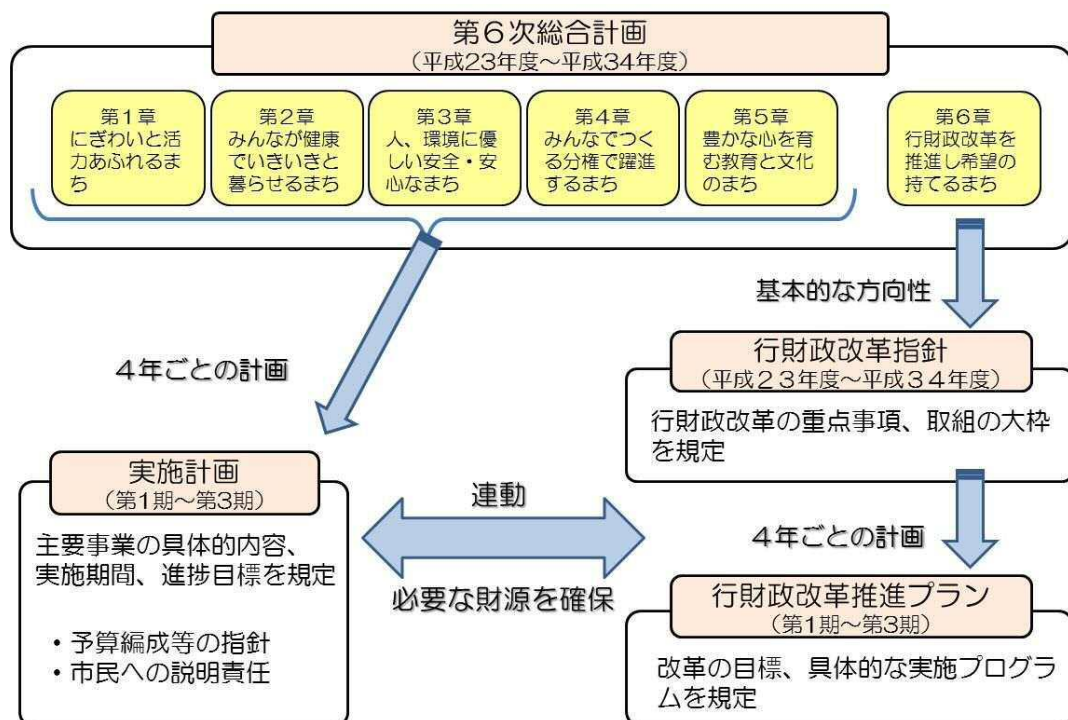 第６次総合計画
（平成23年度～平成34年度）
第１章
にぎわいと活
力あふれるま
ち
第２章
みんなが健康
でいきいきと
暮らせるまち
第３章
人、環境に優
しい安全・安
心なまち
第４章
みんなでつく
る分権で躍進
するまち
第５章
豊かな心を育
む教育と文化
のまち
第６章
行財政改革を
推進し希望の
持てるまち
基本的な方向性
４年ごとの計画
行財政改革指針
（平成２３年度～平成３４年度）
行財政改革の重点事項、取組の大枠
を規定
実施計画
（第1期～第3期）
主要事業の具体的内容、
実施期間、進捗目標を規定
・予算編成等の指針
・市民への説明責任
連動
必要な財源を確保
４年ごとの計画
行財政改革推進プラン
（第1期～第3期）
改革の目標、具体的な実施プログラ
ムを規定